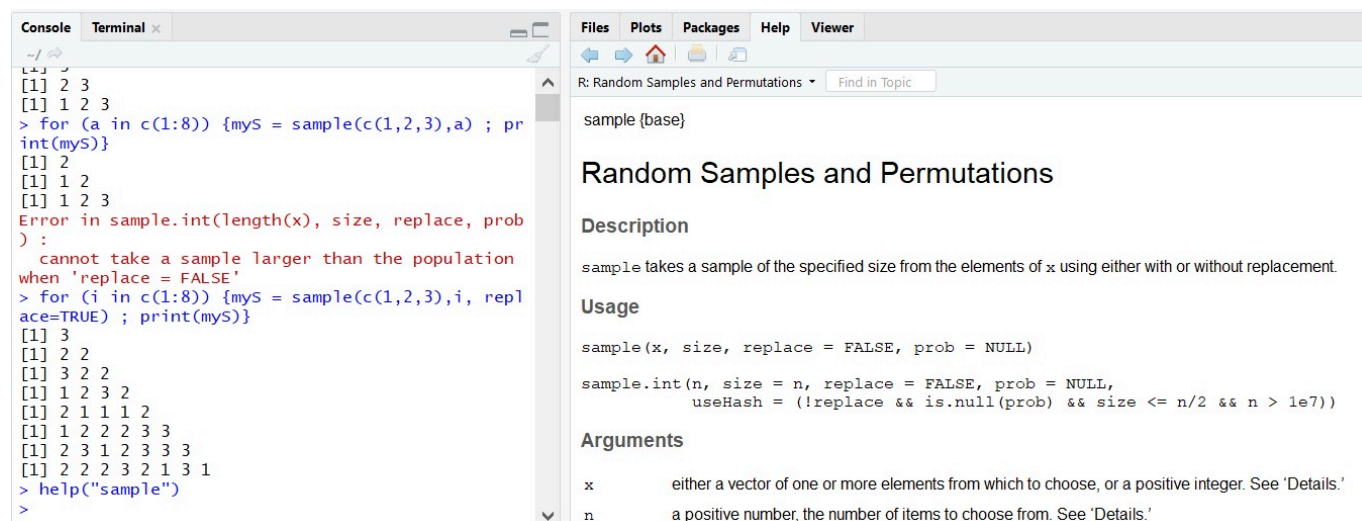 Console Terminal
Files Plots Packages Help Viewer
~/
R: Random Samples and Permutations Find in Topic
[1] 2 3
[1] 1 2 3
> for (a in c(1:8)) {myS = sample(c(1,2,3),a) ; pr
int(myS)}
[1] 2
[1] 1 2
[1] 1 2 3
Error in sample.int(length(x), size, replace, prob
) :
cannot take a sample larger than the population
when 'replace = FALSE'
> for (i in c(1:8)) {myS = sample(c(1,2,3),i, repl
ace=TRUE) ; print(myS)}
[1] 3
[1] 2 2
[1] 3 2 2
[1] 1 2 3 2
[1] 2 1 1 1 2
[1] 1 2 2 2 3 3
[1] 2 3 1 2 3 3 3
[1] 2 2 2 3 2 1 3 1
> help("sample")
>
sample {base}
Random Samples and Permutations
Description
sample takes a sample of the specified size from the elements of x using either with or without replacement.
Usage
sample(x, size, replace = FALSE, prob = NULL)
sample.int(n, size = n, replace = FALSE, prob = NULL,
useHash = (!replace && is.null(prob) && size <= n/2 && n > 1e7))
Arguments
x either a vector of one or more elements from which to choose, or a positive integer. See ‘Details.’
n a positive number, the number of items to choose from. See ‘Details.’